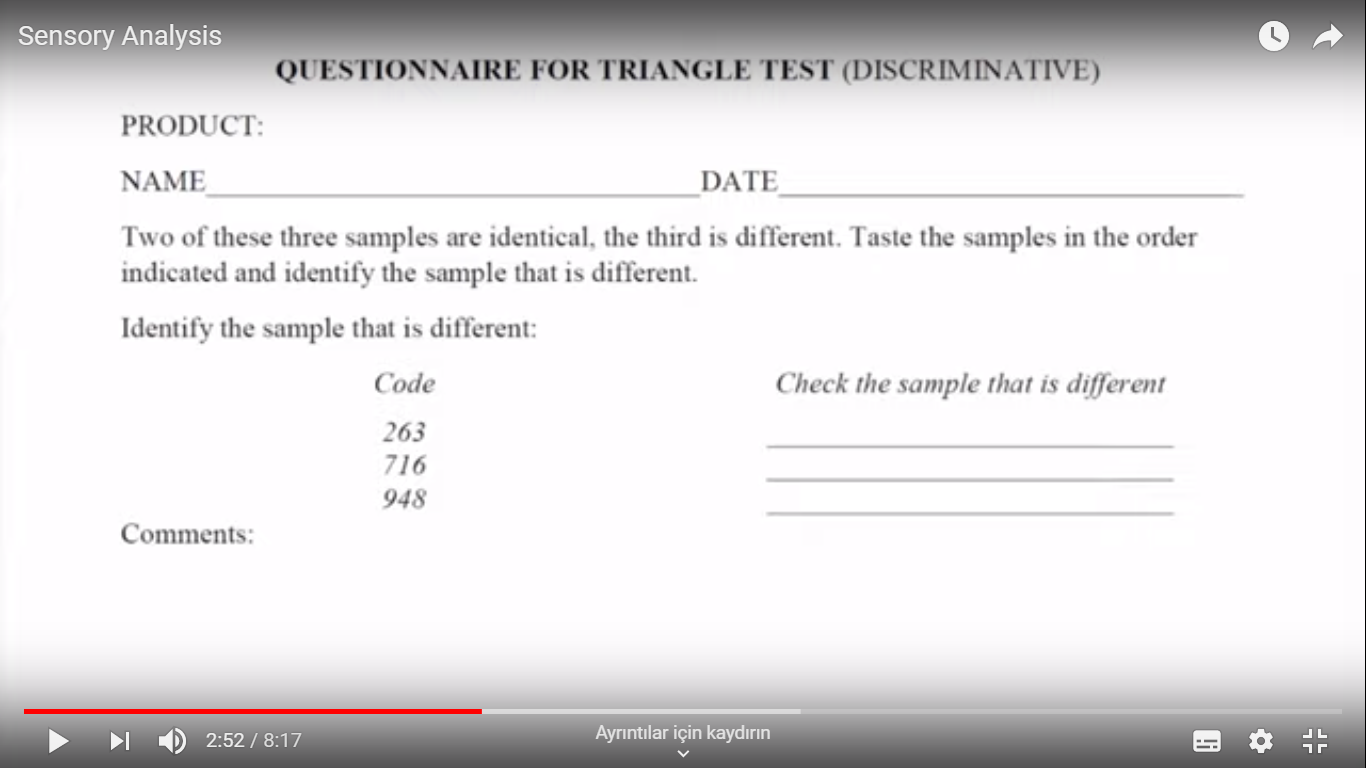 Sensory Analysis
QUESTIONNAIRE FOR TRIANGLE TEST (DISCRIMINATIVE)
PRODUCT:
NAME DATE
Two of these three samples are identical, the third is different. Taste the samples in the order
indicated and identify the sample that is different.
Identify the sample that is different:
Code Check the sample that is different
263
716
948
Comments:
2:52 / 8:17
Ayrıntılar için kaydırın